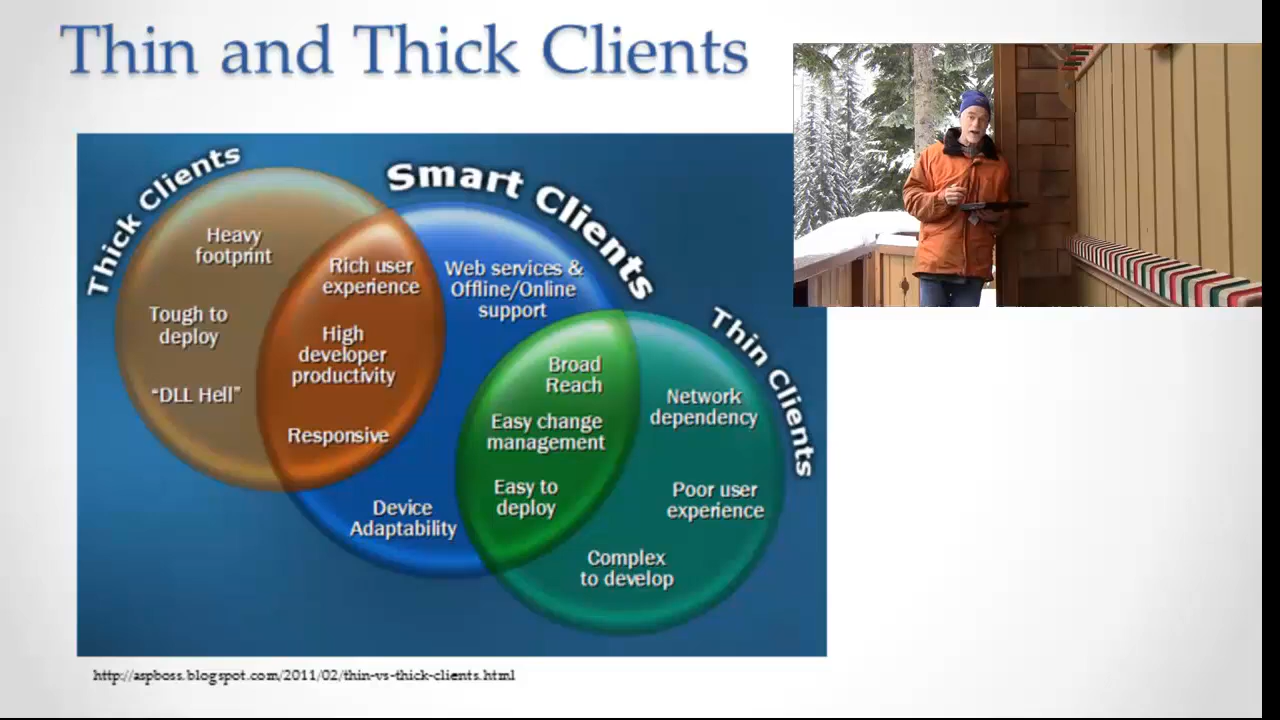 Thin and Thick Clients
Thick Clients
Smart Clients
Thin Clients
Heavy
footprint
Tough to
deploy
“DLL Hell”
Rich user
experience
High
developer
productivity
Responsive
Web services &
Offline/Online
support
Device
Adaptability
Broad
Reach
Easy change
management
Easy to
deploy
Network
dependency
Poor user
experience
Complex
to develop
http://aspboss.blogspot.com/2011/02/thin-vs-thick-clients.html